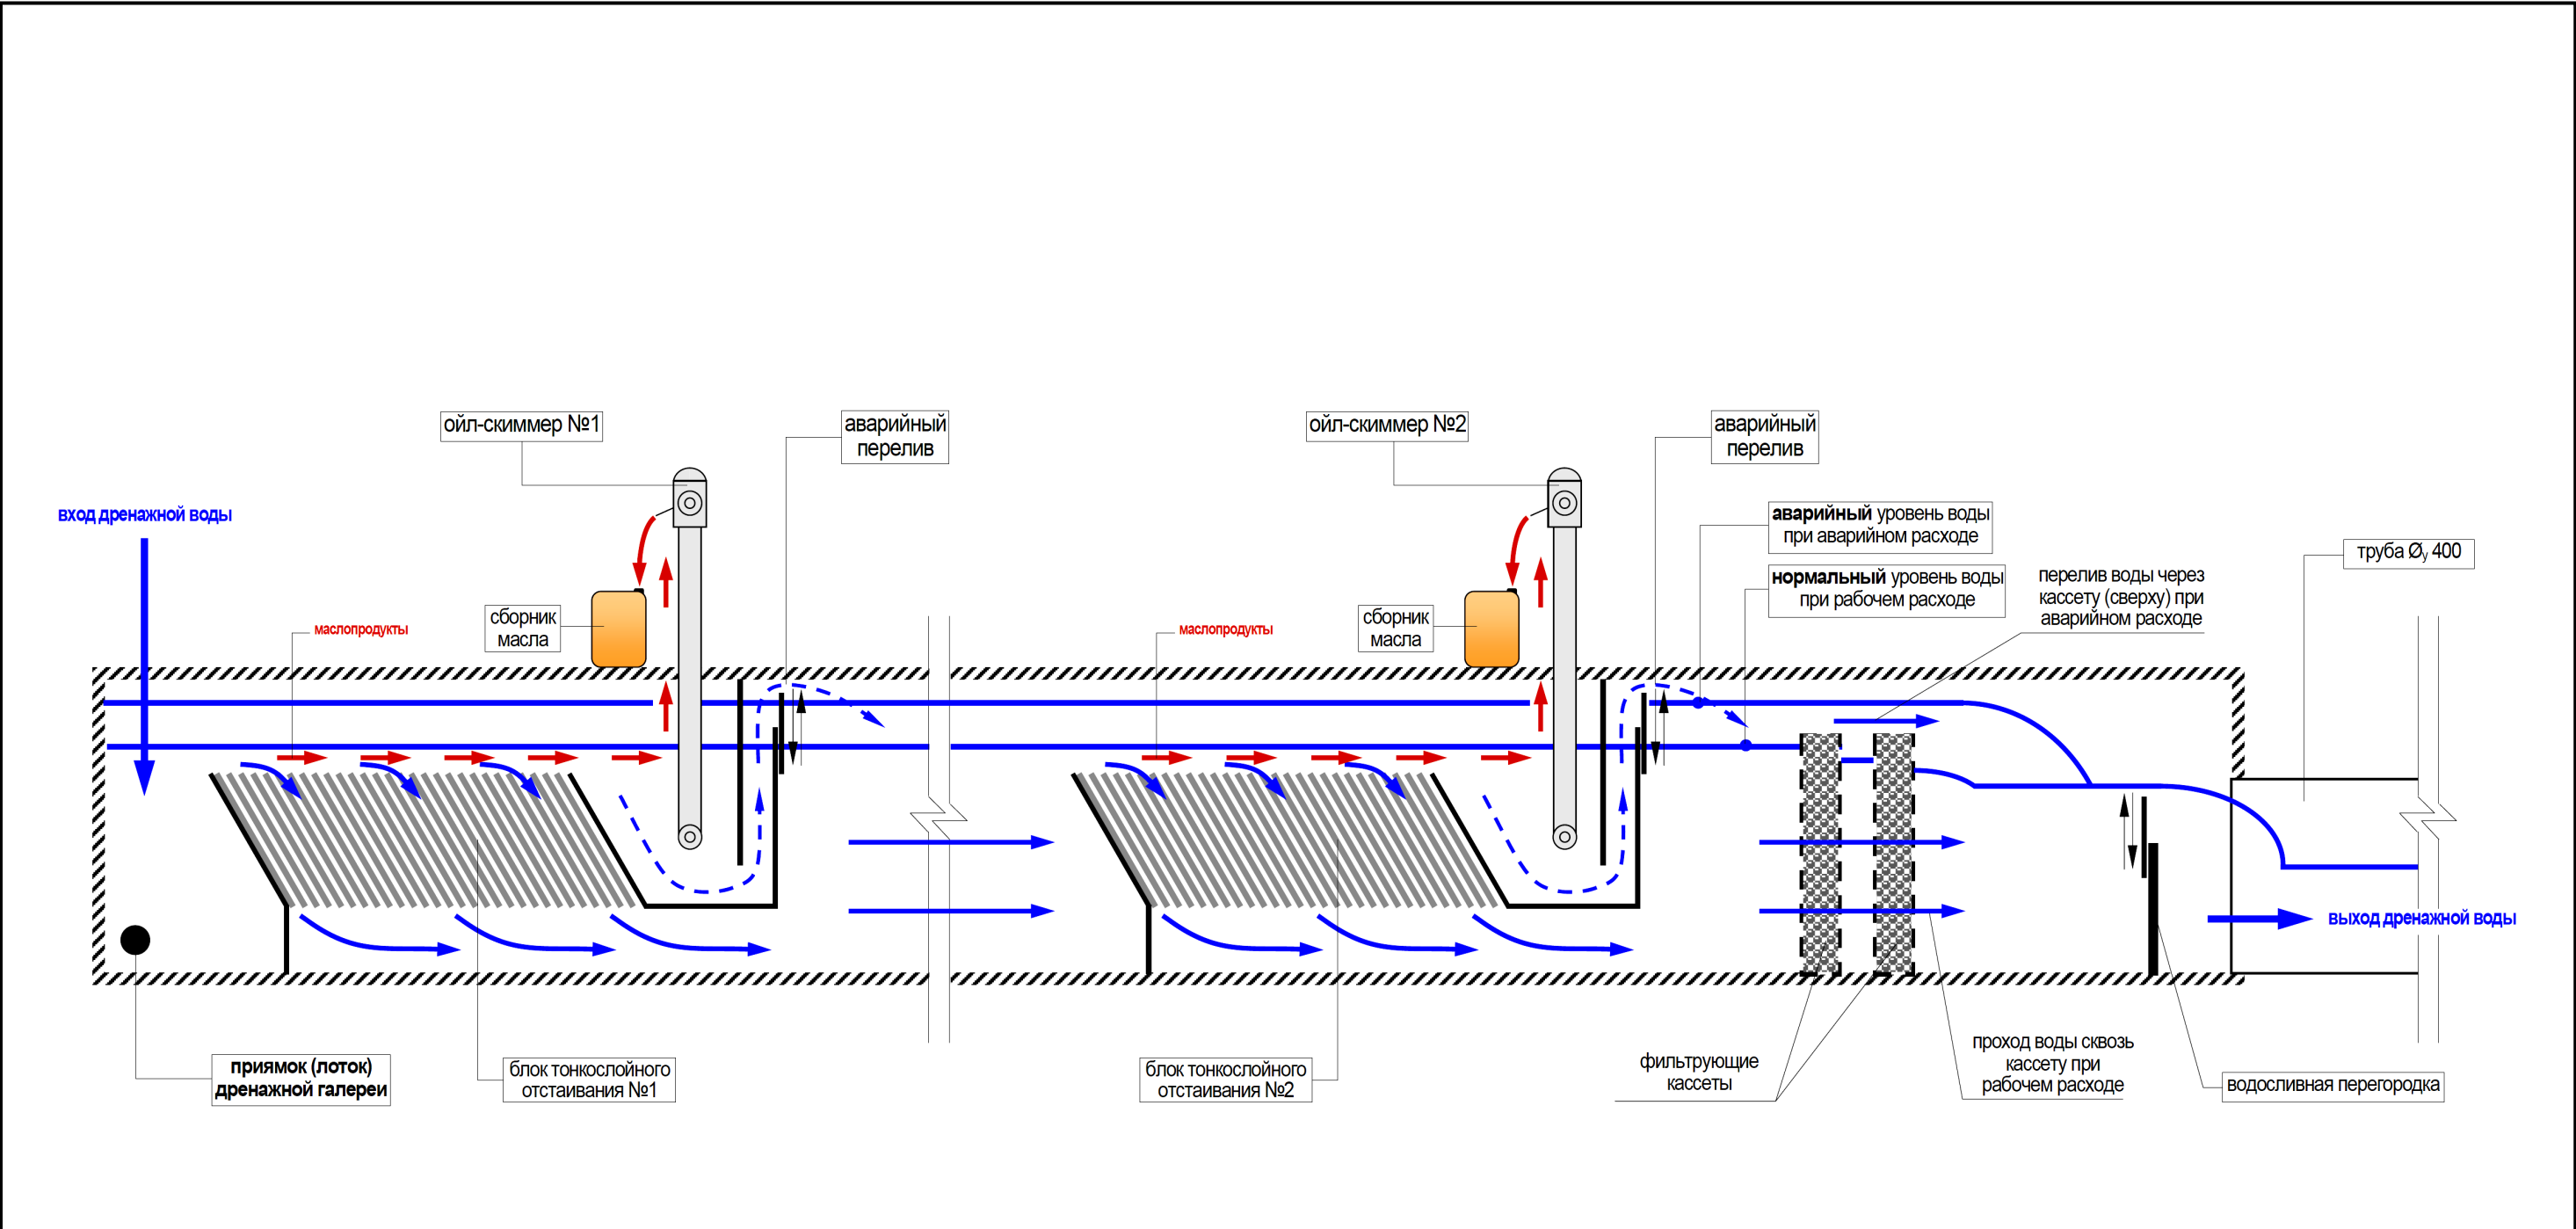 ойл-скиммер №1
аварийный
перелив
ойл-скиммер №2
аварийный
перелив
вход дренажной воды
аварийный уровень воды
при аварийном расходе
нормальный уровень воды
при рабочем расходе
перелив воды через
кассету (сверху) при
аварийном расходе
труба Øу 400
маслопродукты
сборник
масла
маслопродукты
сборник
масла
выход дренажной воды
приямок (лоток)
дренажной галереи
блок тонкослойного
отстаивания №1
блок тонкослойного
отстаивания №2
фильтрующие
кассеты
проход воды сквозь
кассету при
рабочем расходе
водосливная перегородка